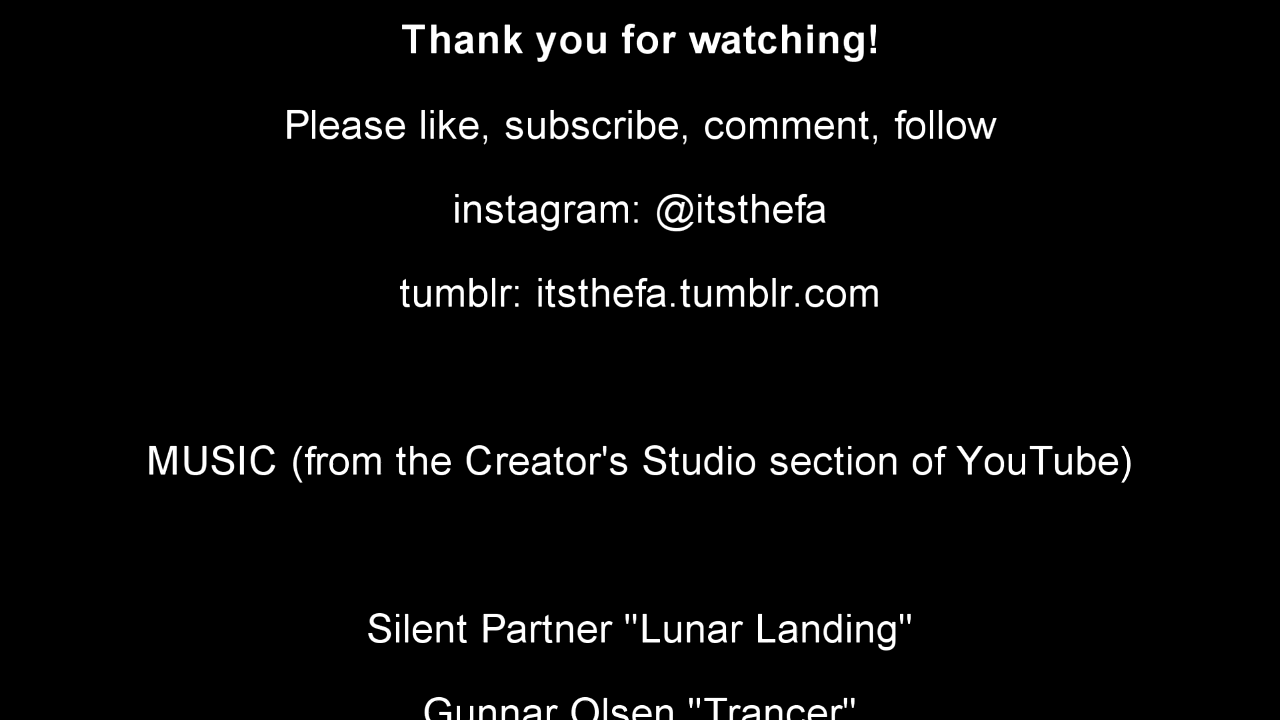 Thank you for watching!
Please like, subscribe, comment, follow
instagram: @itsthefa
tumblr: itsthefa.tumblr.com
MUSIC (from the Creator's Studio section of YouTube)
Silent Partner "Lunar Landing"
Gunnar Olsen "Trancer"